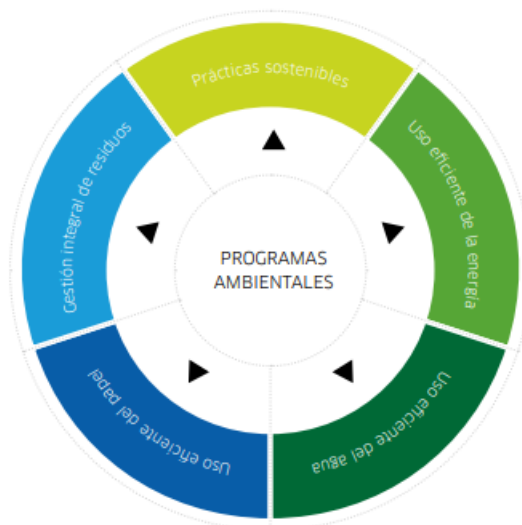 Prácticas sostenibles
Uso eficiente de la energía
Uso eficiente del agua
Uso eficiente del papel
Gestión integral de residuos
PROGRAMAS
AMBIENTALES